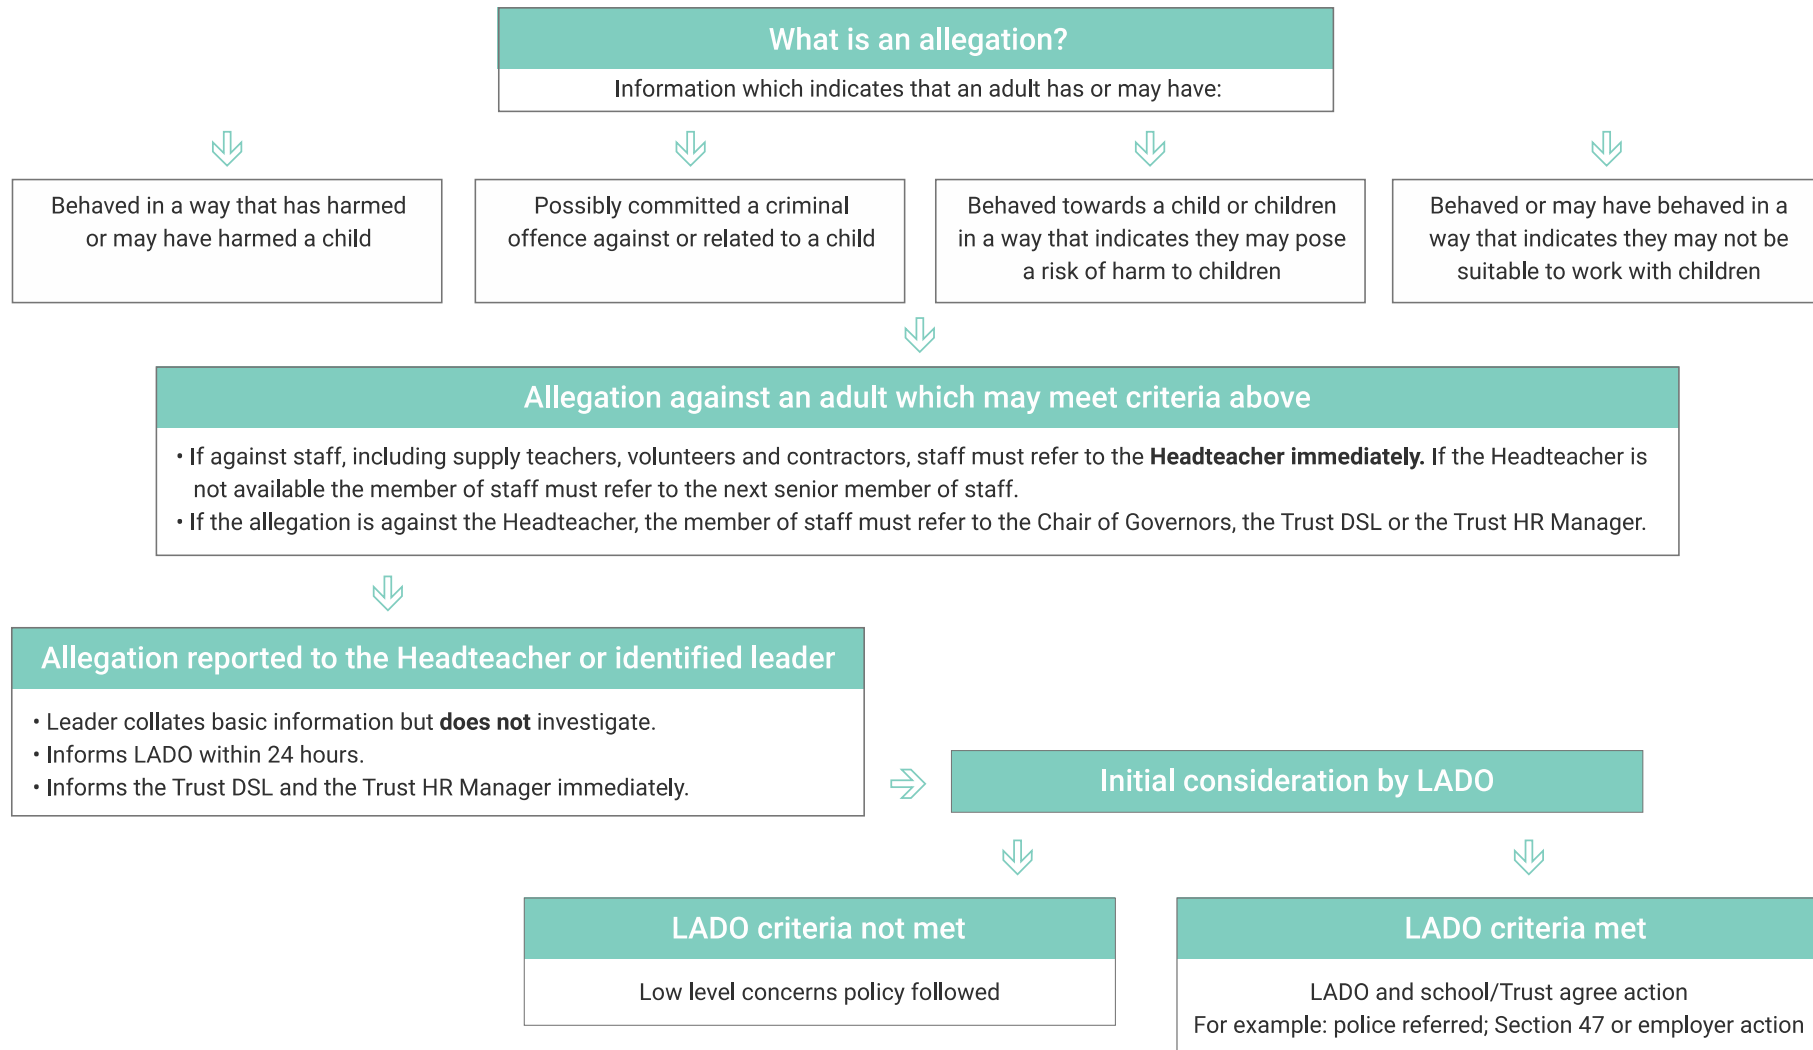 What is an allegation?
Information which indicates that an adult has or may have:
Behaved in a way that has harmed
or may have harmed a child
Possibly committed a criminal
offence against or related to a child
Behaved towards a child or children
in a way that indicates they may pose
a risk of harm to children
Behaved or may have behaved in a
way that indicates they may not be
suitable to work with children
Allegation against an adult which may meet criteria above
• If against staff, including supply teachers, volunteers and contractors, staff must refer to the Headteacher immediately. If the Headteacher is
not available the member of staff must refer to the next senior member of staff.
• If the allegation is against the Headteacher, the member of staff must refer to the Chair of Governors, the Trust DSL or the Trust HR Manager.
Allegation reported to the Headteacher or identified leader
• Leader collates basic information but does not investigate.
• Informs LADO within 24 hours.
• Informs the Trust DSL and the Trust HR Manager immediately.
Initial consideration by LADO
LADO criteria not met
Low level concerns policy followed
LADO criteria met
LADO and school/Trust agree action
For example: police referred; Section 47 or employer action